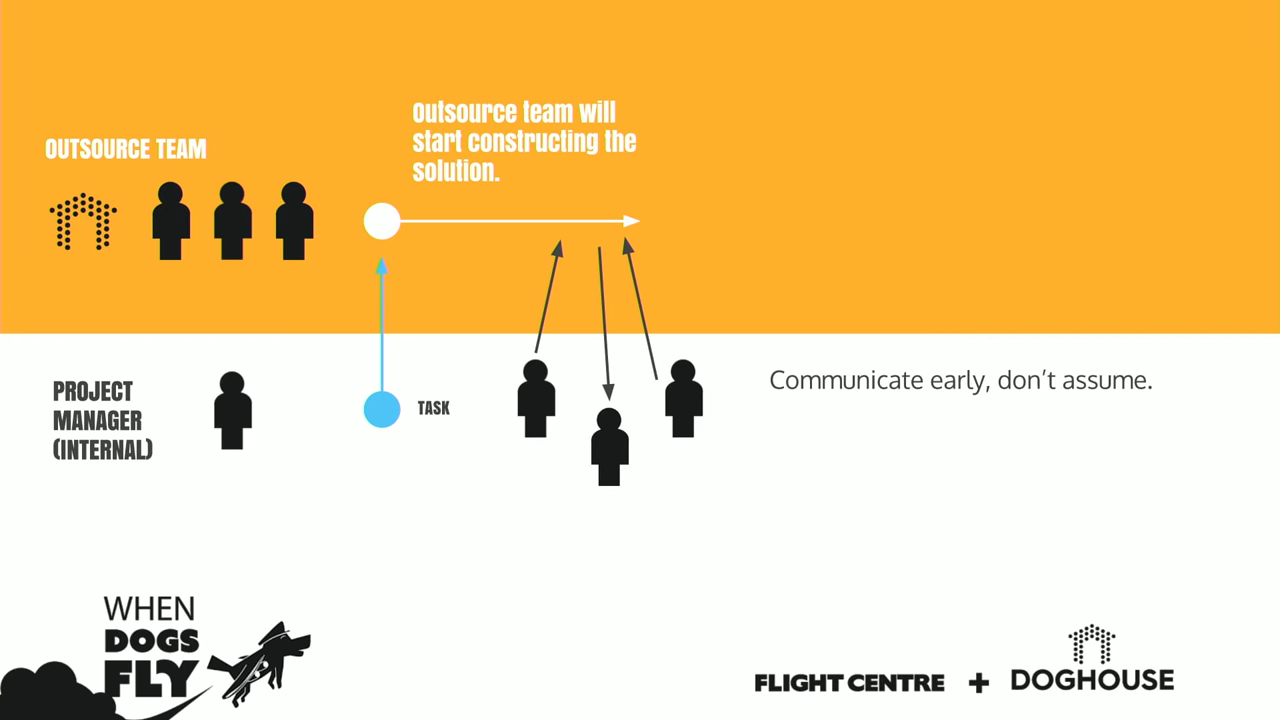 Outsource team will
start constructing the
solution.
OUTSOURCE TEAM
PROJECT
MANAGER
(INTERNAL)
TASK
Communicate early, don't assume.
WHEN
DOGS
FLY
FLIGHT CENTRE + DOGHOUSE